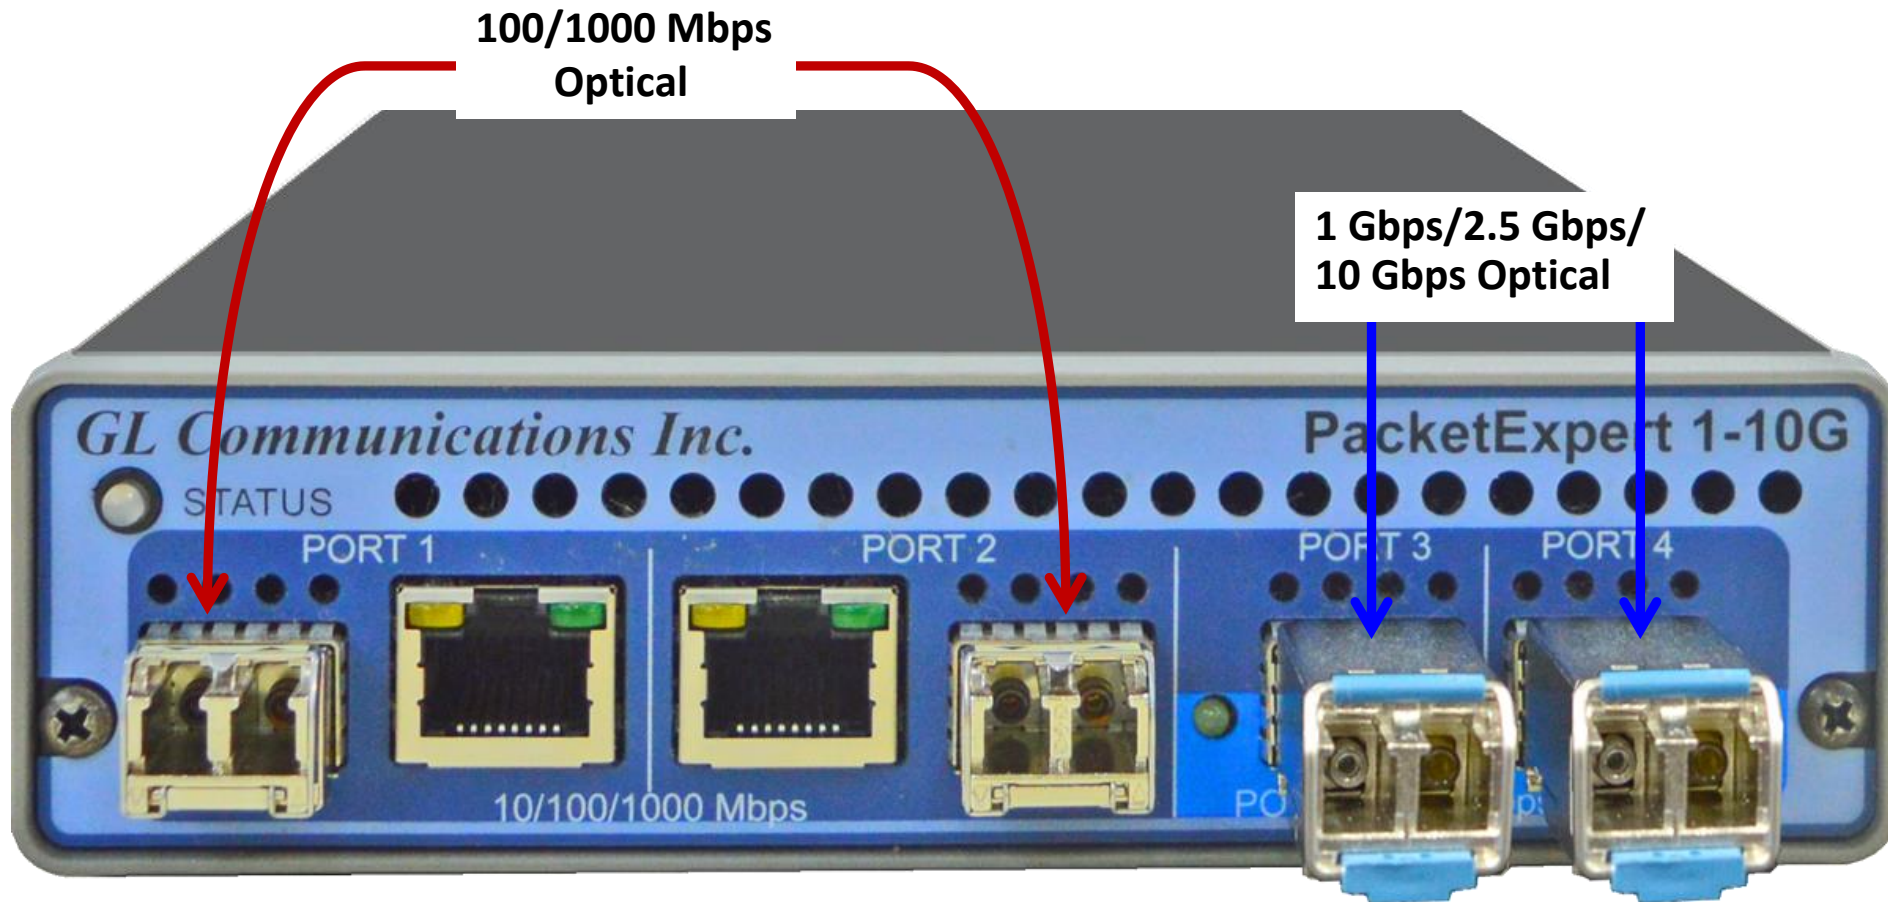 100/1000 Mbps
Optical
1 Gbps/2.5 Gbps/
10 Gbps Optical
GL Communications Inc.
PacketExpert 1-10G
STATUS
PORT 1
PORT 2
PORT 3
PORT 4
10/100/1000 Mbps